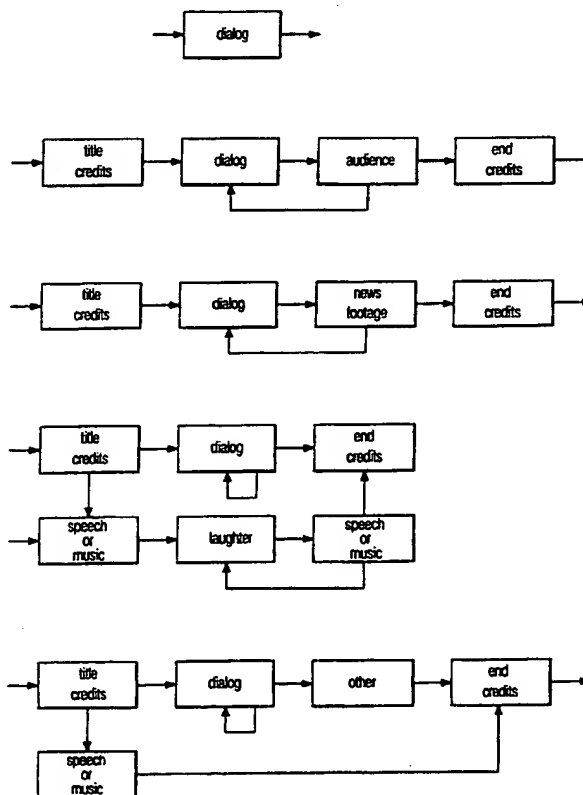 dialog
title
credits
dialog
audience
end
credits
title
credits
dialog
news
footage
end
credits
title
credits
dialog
end
credits
speech
or
music
laughter
speech
or
music
title
credits
dialog
other
end
credits
speech
or
music